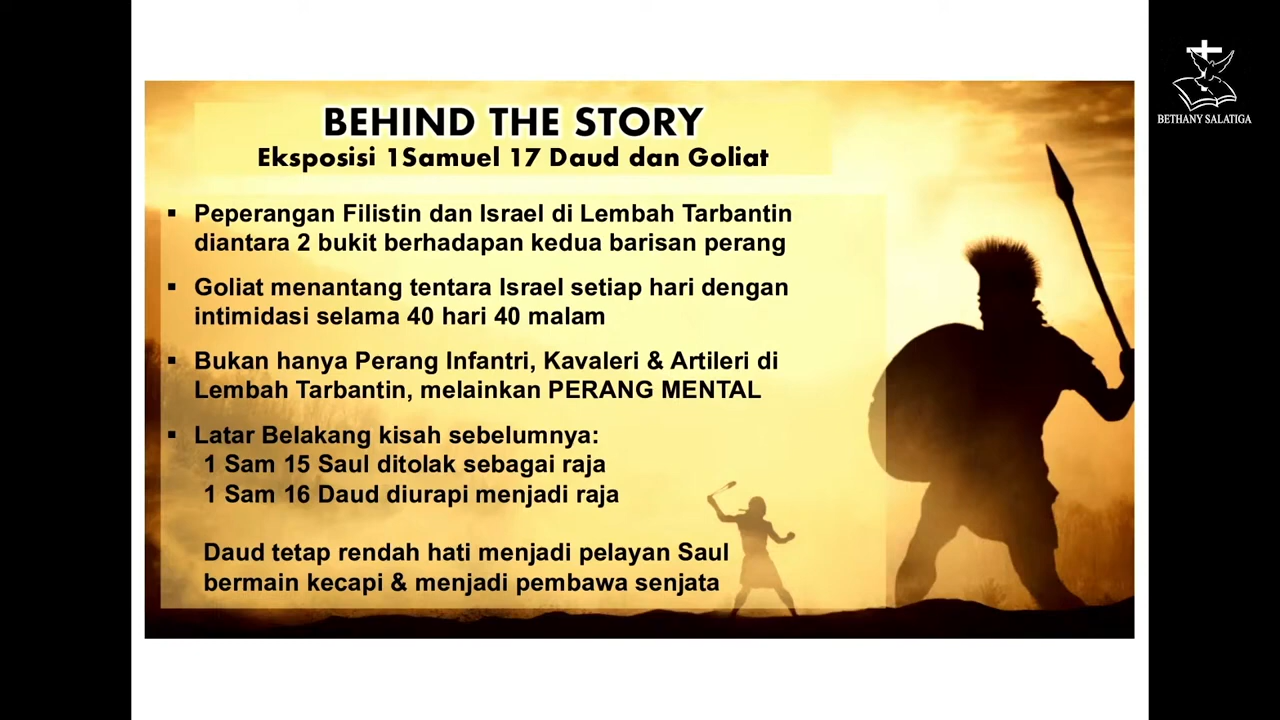 BEHIND THE STORY
Eksposisi 1Samuel 17 Daud dan Goliat
▪ Peperangan Filistin dan Israel di Lembah Tarbantin
diantara 2 bukit berhadapan kedua barisan perang
▪ Goliat menantang tentara Israel setiap hari dengan
intimidasi selama 40 hari 40 malam
▪ Bukan hanya Perang Infantri, Kavaleri & Artileri di
Lembah Tarbantin, melainkan PERANG MENTAL
▪ Latar Belakang kisah sebelumnya:
1 Sam 15 Saul ditolak sebagai raja
1 Sam 16 Daud diurapi menjadi raja
Daud tetap rendah hati menjadi pelayan Saul
bermain kecapi & menjadi pembawa senjata
BETHANY SALATIGA